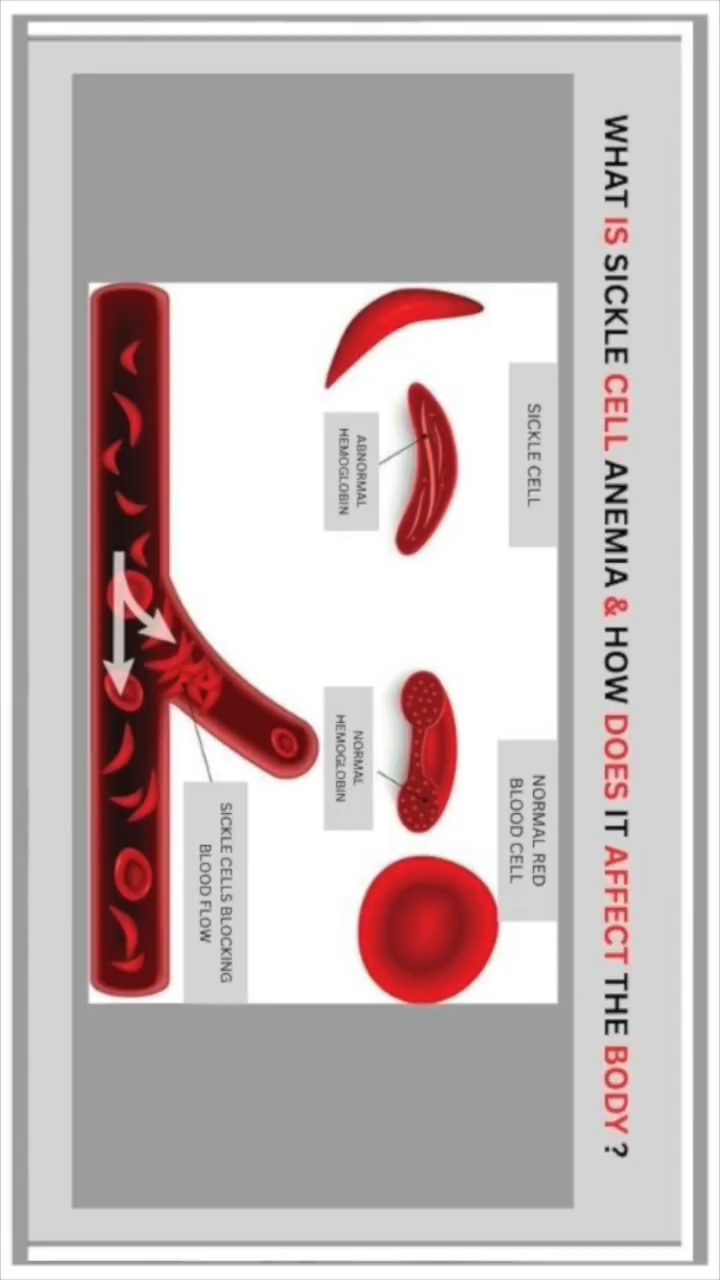 WHAT IS SICKLE CELL ANEMIA & HOW DOES IT AFFECT THE BODY ?
SICKLE CELL
NORMAL RED
BLOOD CELL
ABNORMAL
HEMOGLOBIN
NORMAL
HEMOGLOBIN
SICKLE CELLS BLOCKING
BLOOD FLOW